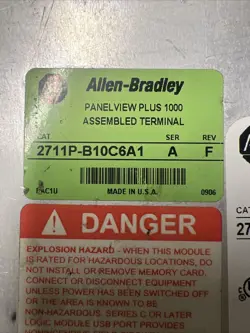 Allen-Bradley
PANELVIEW PLUS 1000
ASSEMBLED TERMINAL
CAT SER REV
2711P-B10C6A1 A F
MADE IN U.S.A. 0906
DANGER
EXPLOSION HAZARD - WHEN THIS MODULE
IS RATED FOR HAZARDOUS LOCATIONS, DO
NOT INSTALL OR REMOVE MEMORY CARD.
CONNECT OR DISCONNECT EQUIPMENT
UNLESS POWER HAS BEEN SWITCHED OFF
OR THE AREA IS KNOWN TO BE
NON-HAZARDOUS. SERIES C OR LATER
LOGIC MODULE USB PORT PROVIDES
CA
27